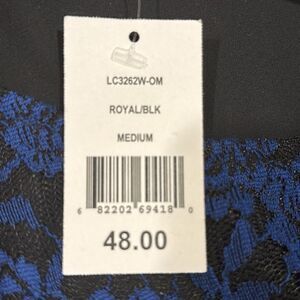 LC3262W-OM
ROYAL/BLK
MEDIUM
6 82202 69418 0
48.00